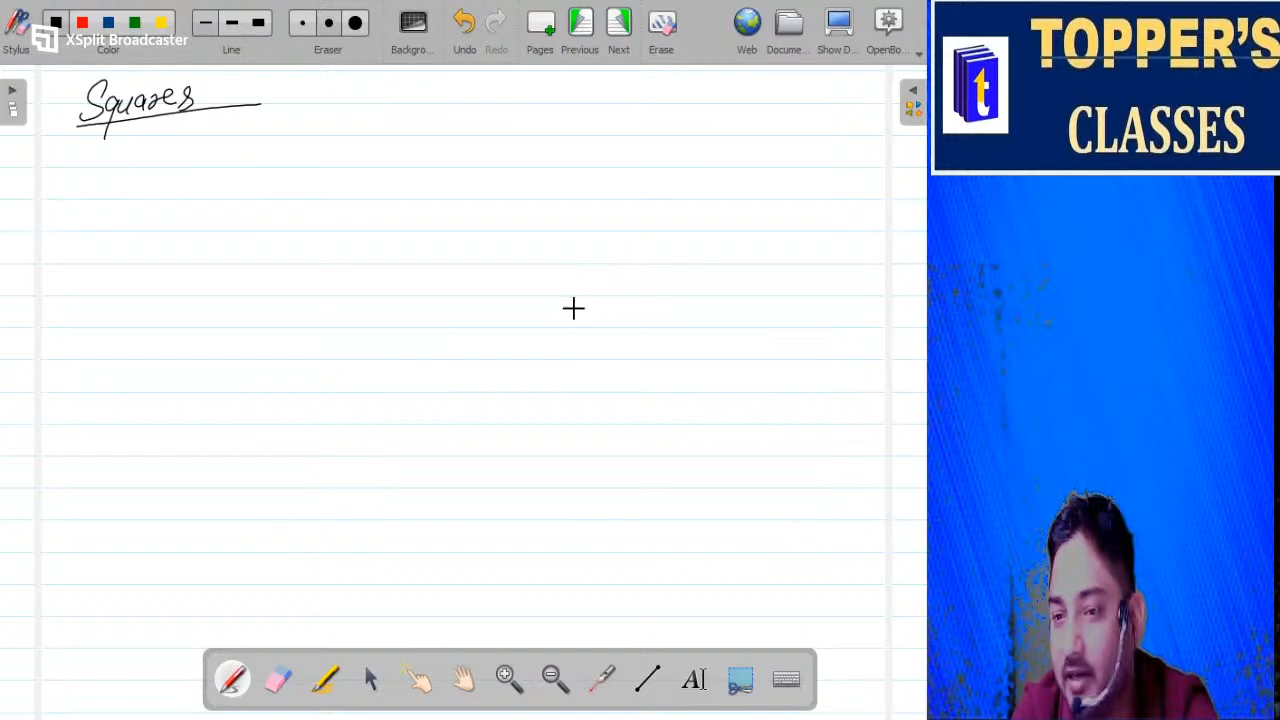 Stylus
Color
Line
Eraser
Backgro...
Undo
Redo
Pages
Previous
Next
Erase
Web
Docume...
Show D...
OpenBo...
XSplit Broadcaster
TOPPER'S
CLASSES
t
Squares
A